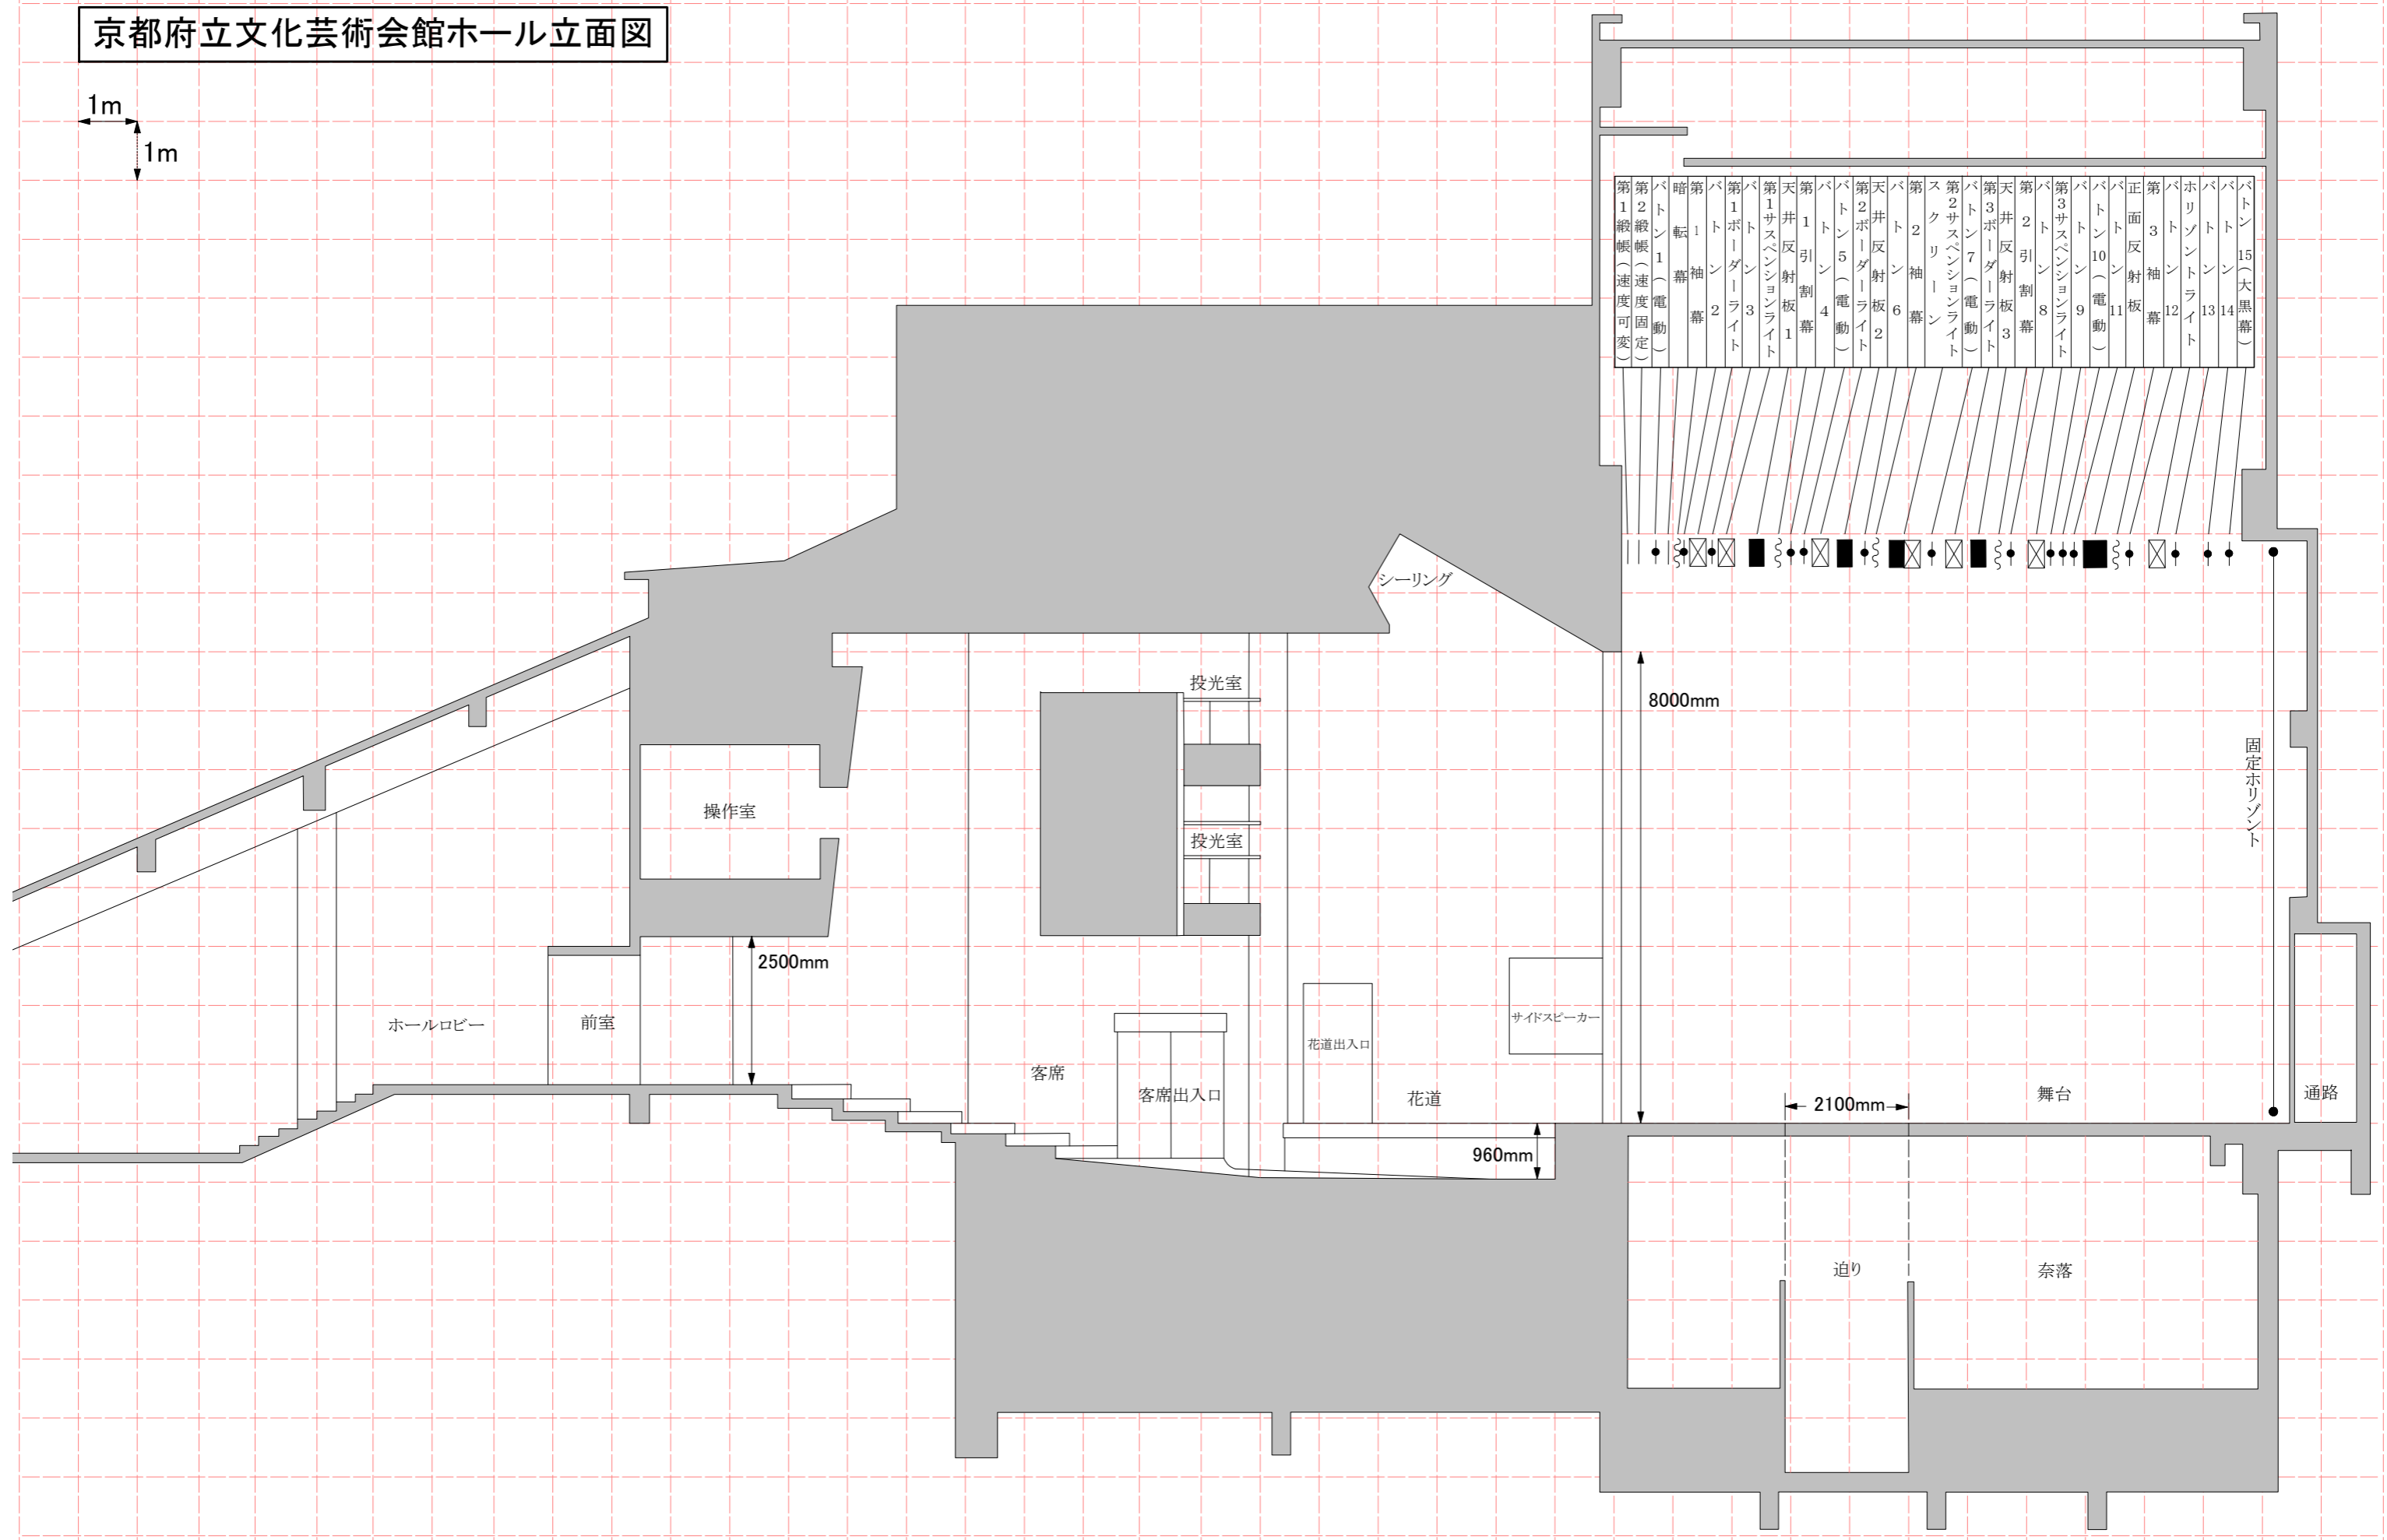 京都府立文化芸術会館ホール立面図
1m
1m
第1緞帳(速度可変)
第2緞帳(速度固定)
バトン1(電動)
暗転幕
第1袖幕
バトン2
第1ボーダーライト
バトン3
第1サスペンションライト
天井反射板1
第1引割幕
バトン4
バトン5(電動)
第2ボーダーライト
天井反射板2
バトン6
第2袖幕
スクリーン
第2サスペンションライト
バトン7(電動)
第3ボーダーライト
天井反射板3
第2引割幕
バトン8
第3サスペンションライト
バトン9
バトン10(電動)
バトン11
正面反射板
第3袖幕
バトン12
ホリゾントライト
バトン13
バトン14
バトン15(大黒幕)
シーリング
投光室
8000mm
固定ホリゾント
操作室
投光室
2500mm
ホールロビー
前室
サイドスピーカー
花道出入口
客席
客席出入口
花道
2100mm
舞台
通路
960mm
迫り
奈落